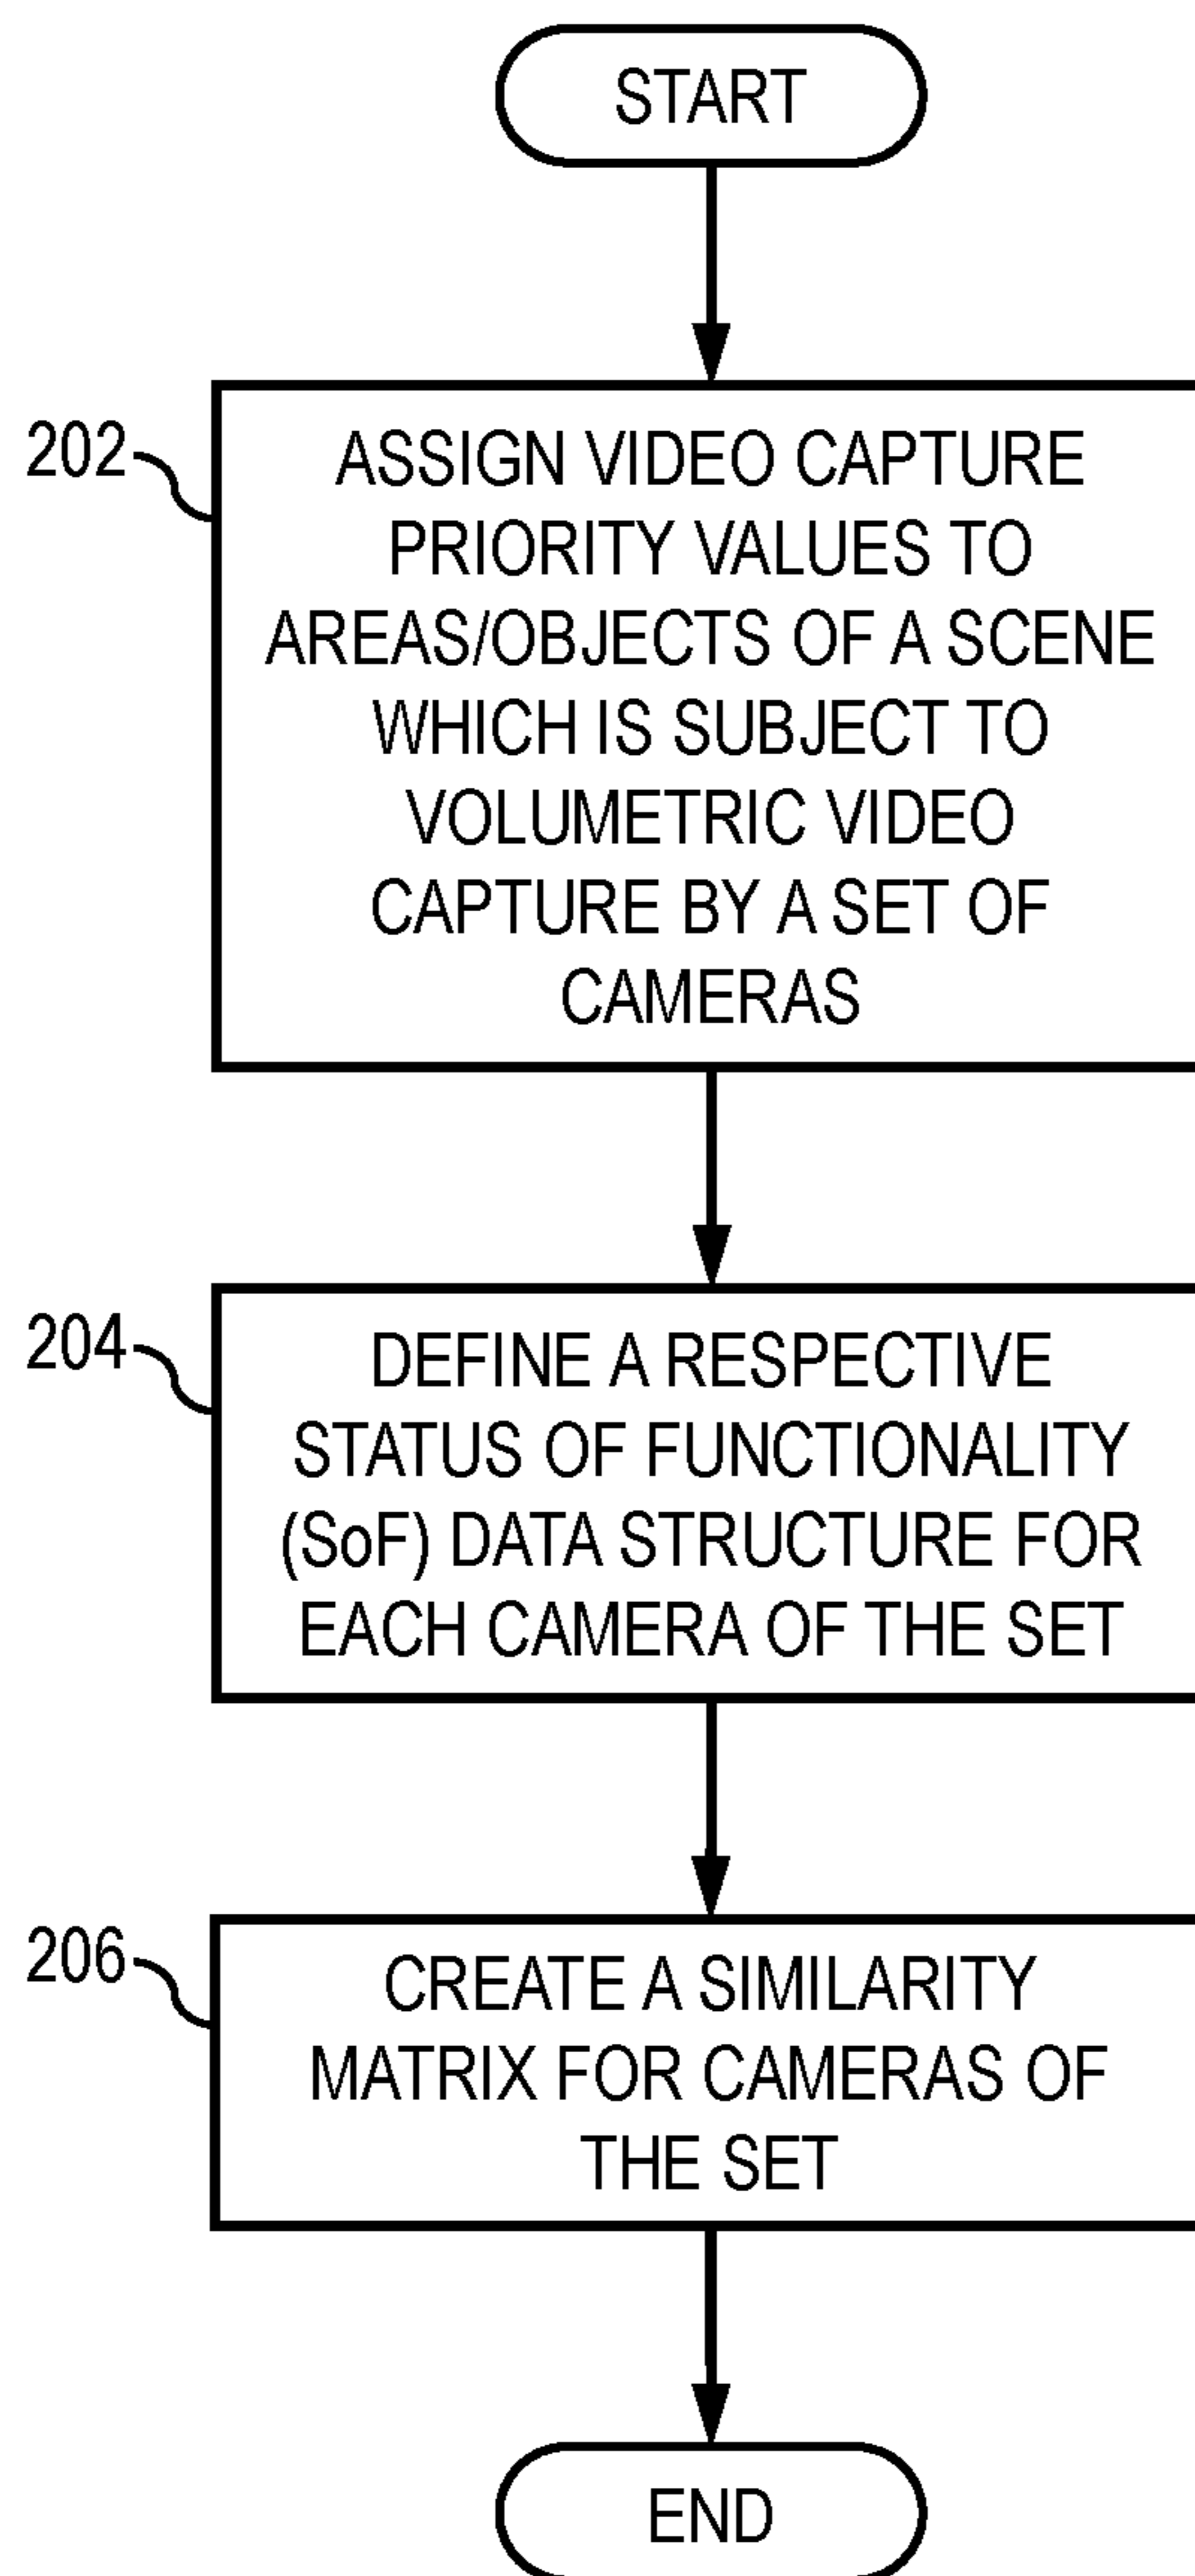 START
202
ASSIGN VIDEO CAPTURE
PRIORITY VALUES TO
AREAS/OBJECTS OF A SCENE
WHICH IS SUBJECT TO
VOLUMETRIC VIDEO
CAPTURE BY A SET OF
CAMERAS
204
DEFINE A RESPECTIVE
STATUS OF FUNCTIONALITY
(SoF) DATA STRUCTURE FOR
EACH CAMERA OF THE SET
206
CREATE A SIMILARITY
MATRIX FOR CAMERAS OF
THE SET
END